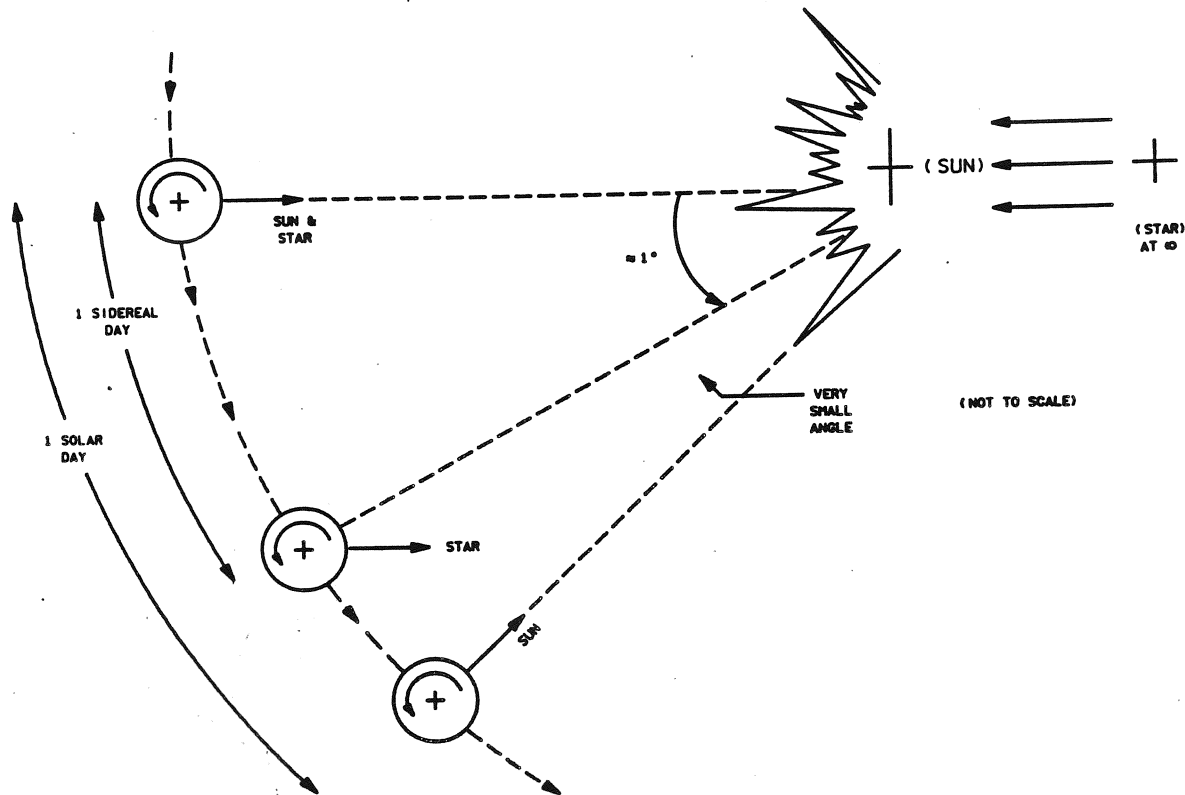 (SUN)
(STAR)
AT ∞
SUN &
STAR
≈ 1°
1 SIDEREAL
DAY
VERY
SMALL
ANGLE
(NOT TO SCALE)
1 SOLAR
DAY
STAR
SUN